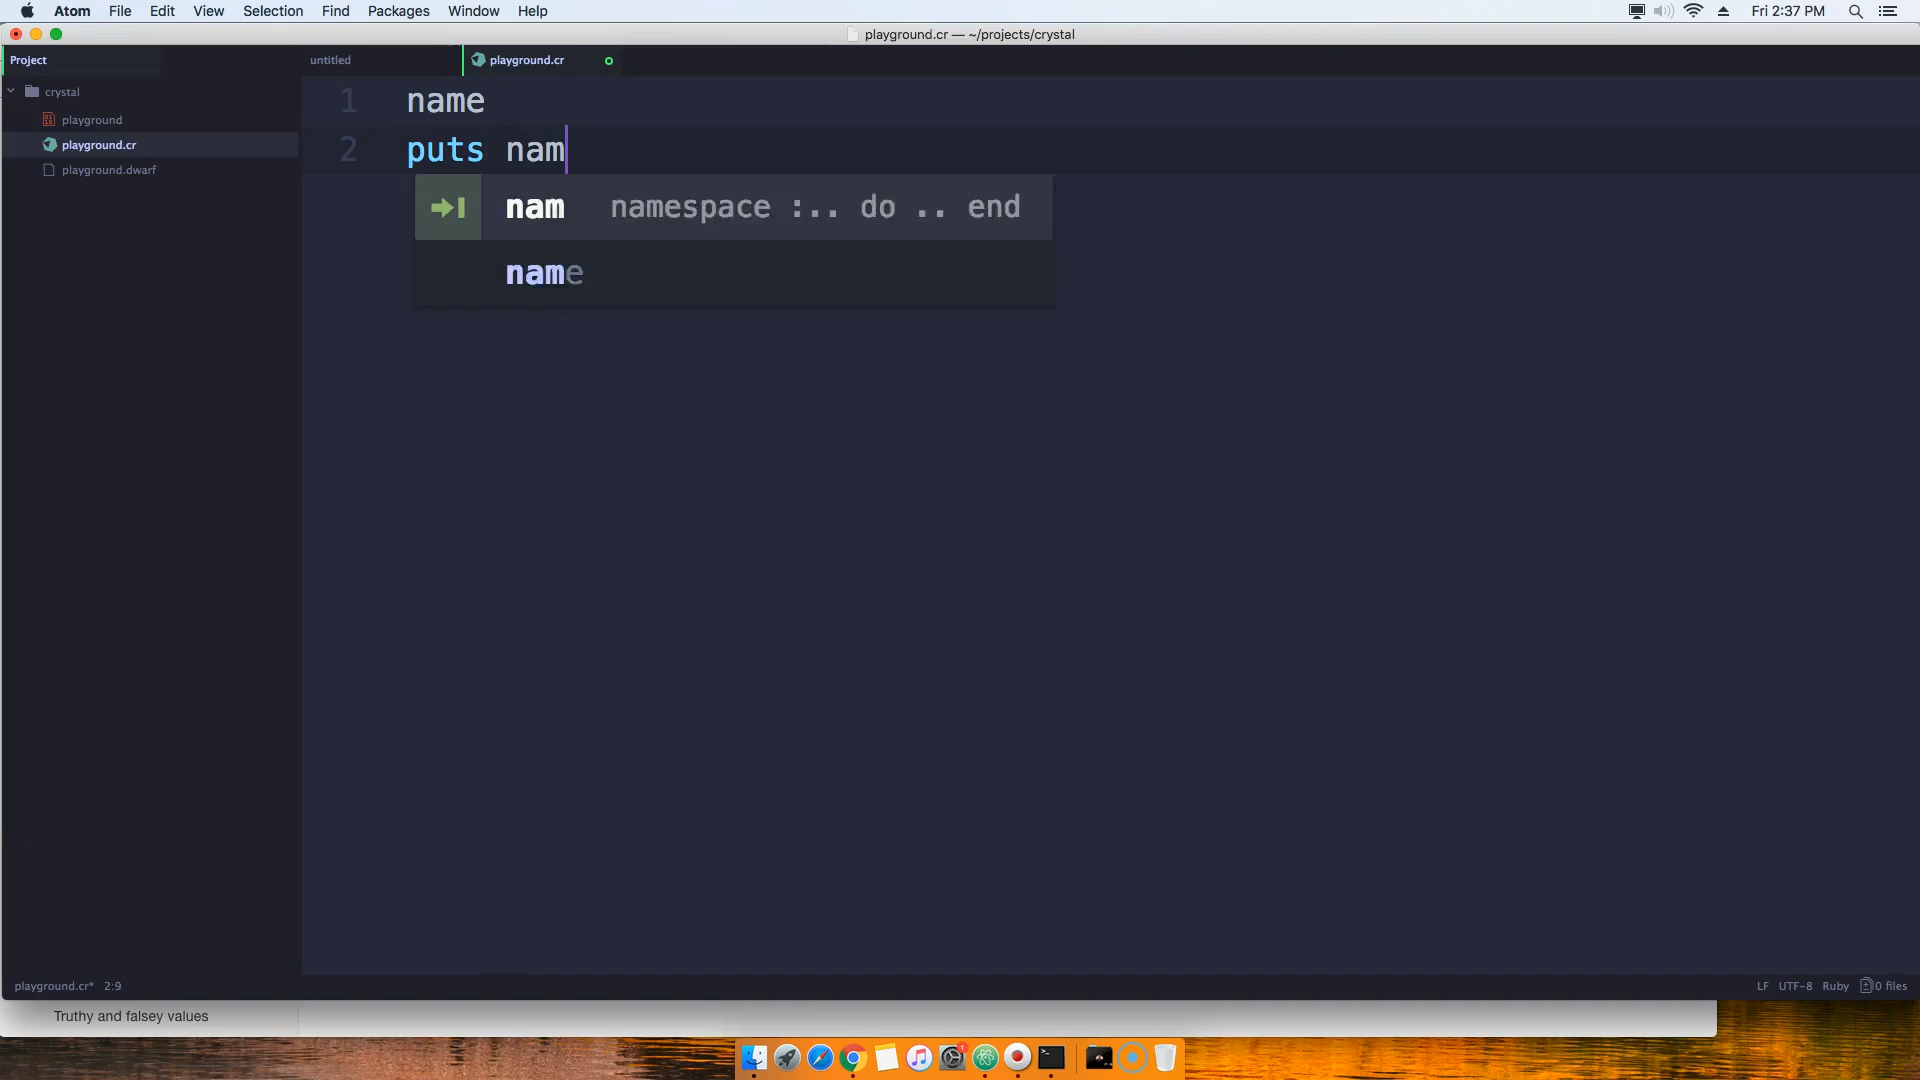 Atom File Edit View Selection Find Packages Window Help Fri 2:37 PM
playground.cr — ~/projects/crystal
Project
untitled
playground.cr
crystal
playground
playground.cr
playground.dwarf
1 name
2 puts nam
nam namespace :.. do .. end
name
playground.cr* 2:9
LF UTF-8 Ruby 0 files
Truthy and falsey values